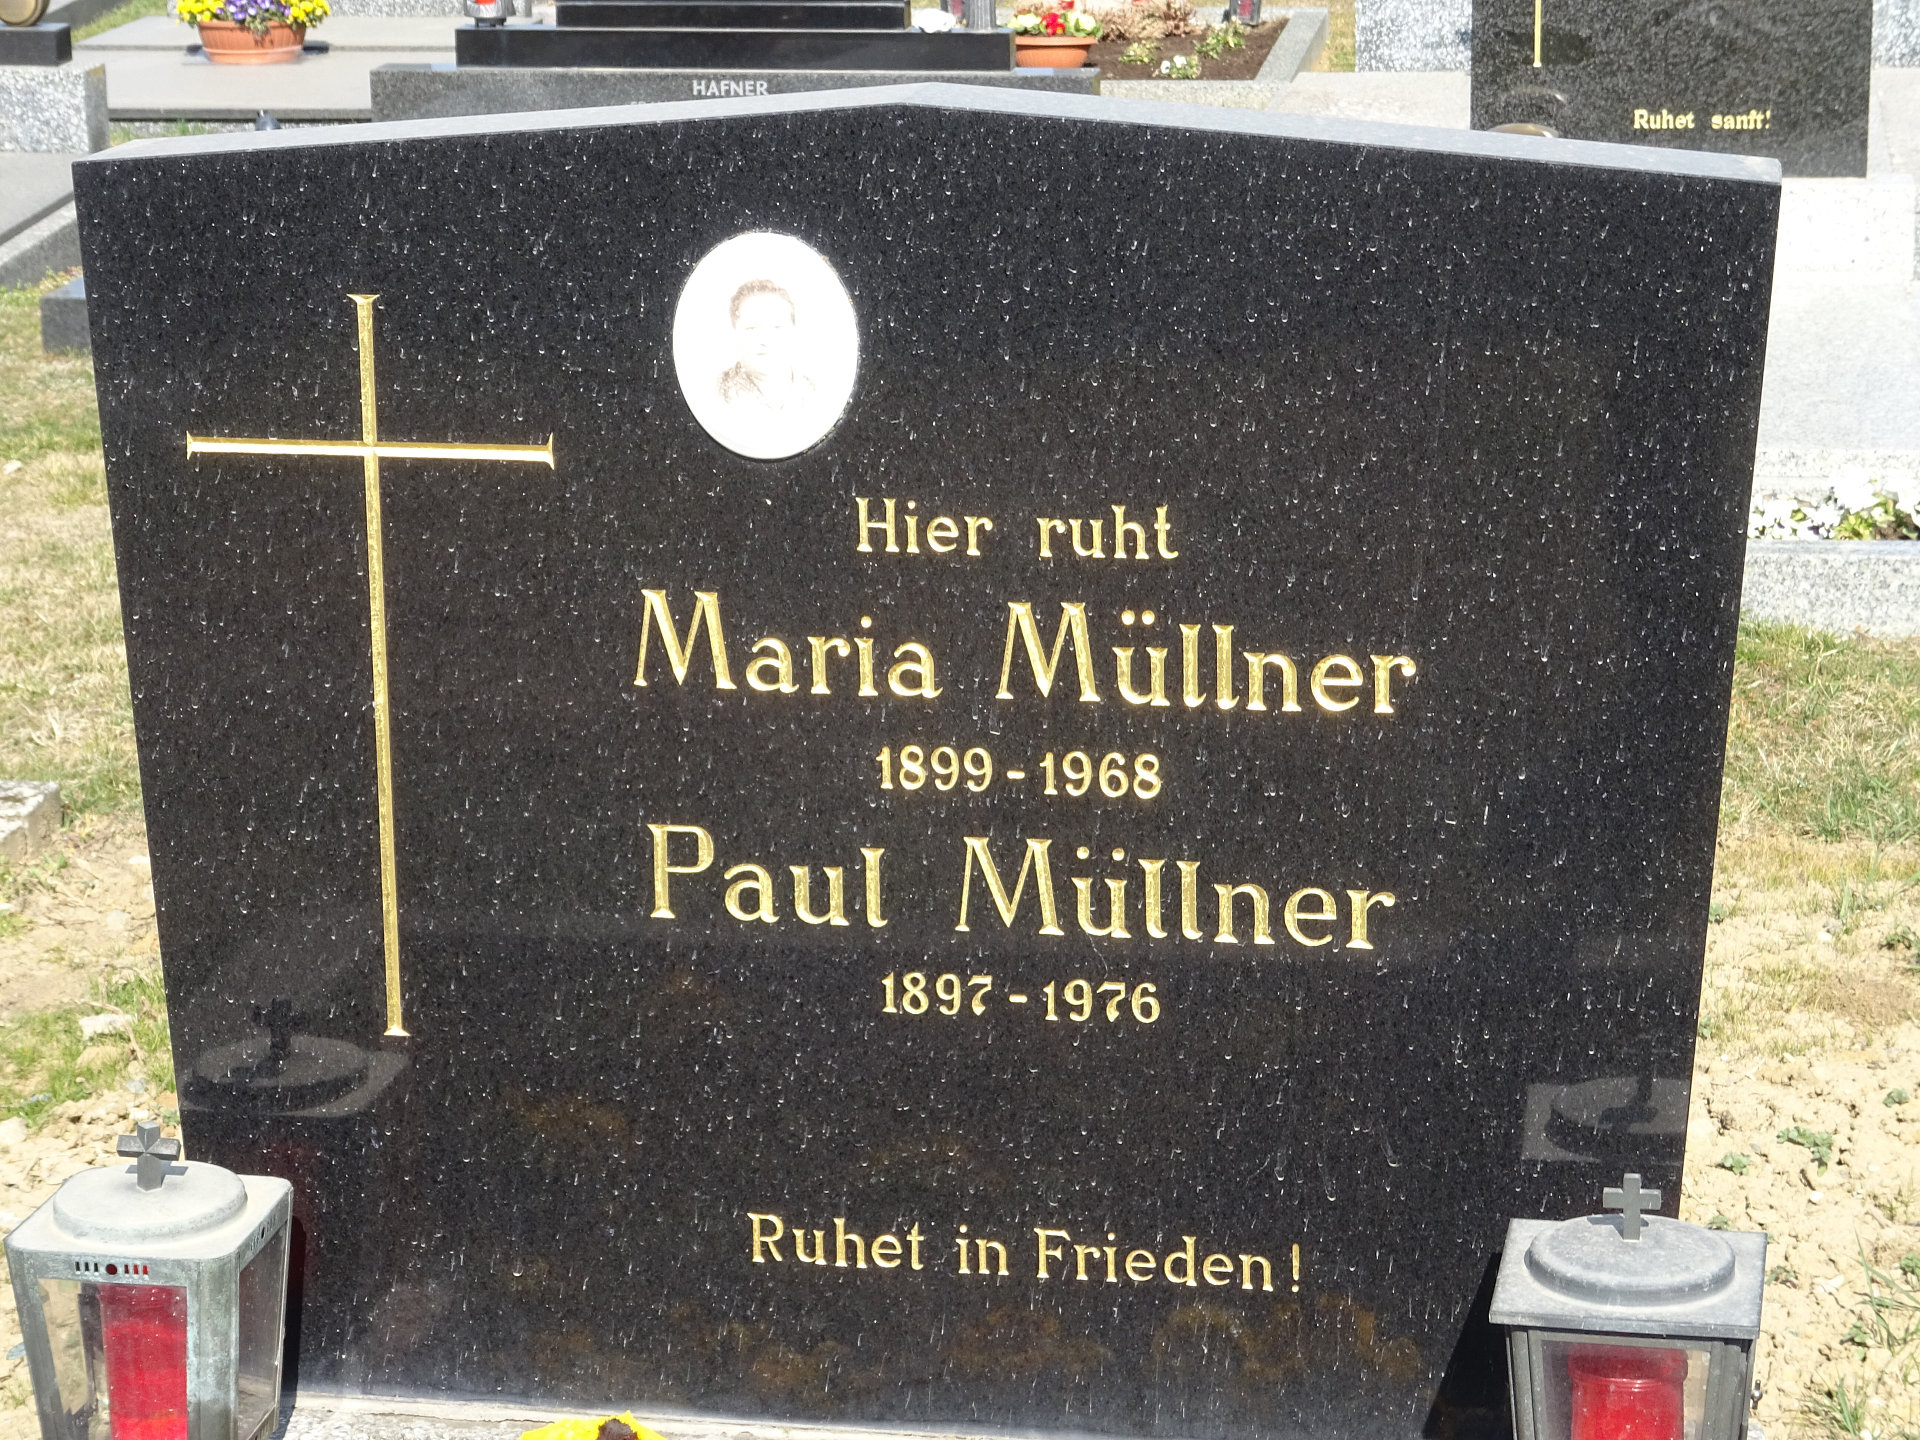 HAFNER
Ruhet sanft!
Hier ruht
Maria Müllner
1899-1968
Paul Müllner
1897-1976
Ruhet in Frieden!